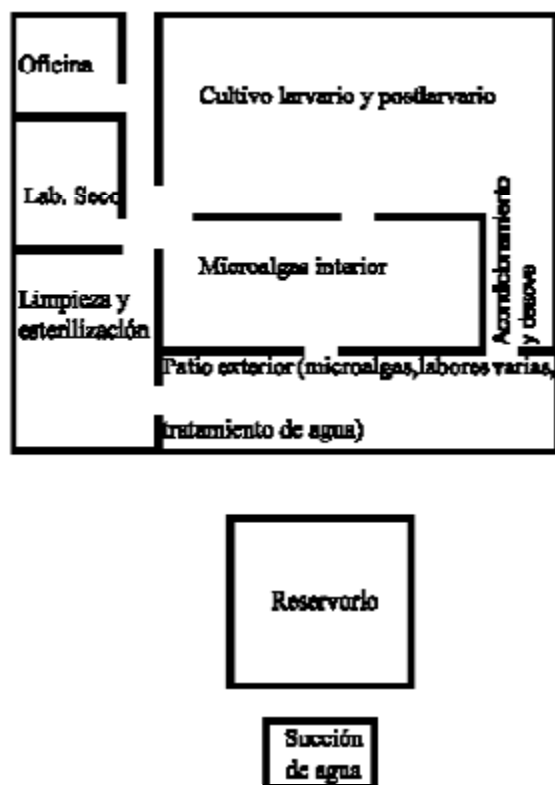 Oficina
Cultivo larvario y postlarvario
Lab. Seco
Acondicionamiento
y desove
Microalgas interior
Limpieza y
esterilización
Patio exterior (microalgas, labores varias,
tratamiento de agua)
Reservorio
Succión
de agua